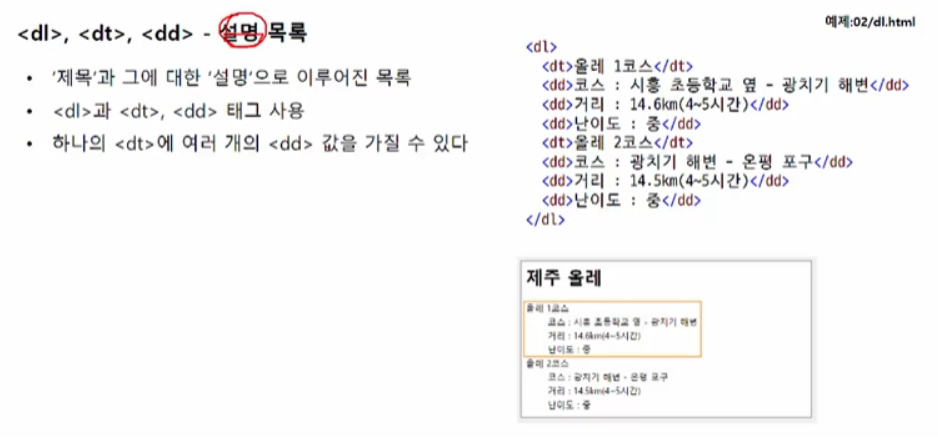 <dl>, <dt>, <dd> - 설명 목록
• '제목'과 그에 대한 '설명'으로 이루어진 목록
• <dl>과 <dt>, <dd> 태그 사용
• 하나의 <dt>에 여러 개의 <dd> 값을 가질 수 있다
예제:02/dl.html
<dl>
<dt>올레 1코스</dt>
<dd>코스 : 시흥 초등학교 옆 - 광치기 해변</dd>
<dd>거리 : 14.6km(4~5시간)</dd>
<dd>난이도 : 중</dd>
<dt>올레 2코스</dt>
<dd>코스 : 광치기 해변 - 온평 포구</dd>
<dd>거리 : 14.5km(4~5시간)</dd>
<dd>난이도 : 중</dd>
</dl>
제주 올레
올레 1코스
코스 : 시흥 초등학교 옆 - 광치기 해변
거리 : 14.6km(4~5시간)
난이도 : 중
올레 2코스
코스 : 광치기 해변 - 온평 포구
거리 : 14.5km(4~5시간)
난이도 : 중